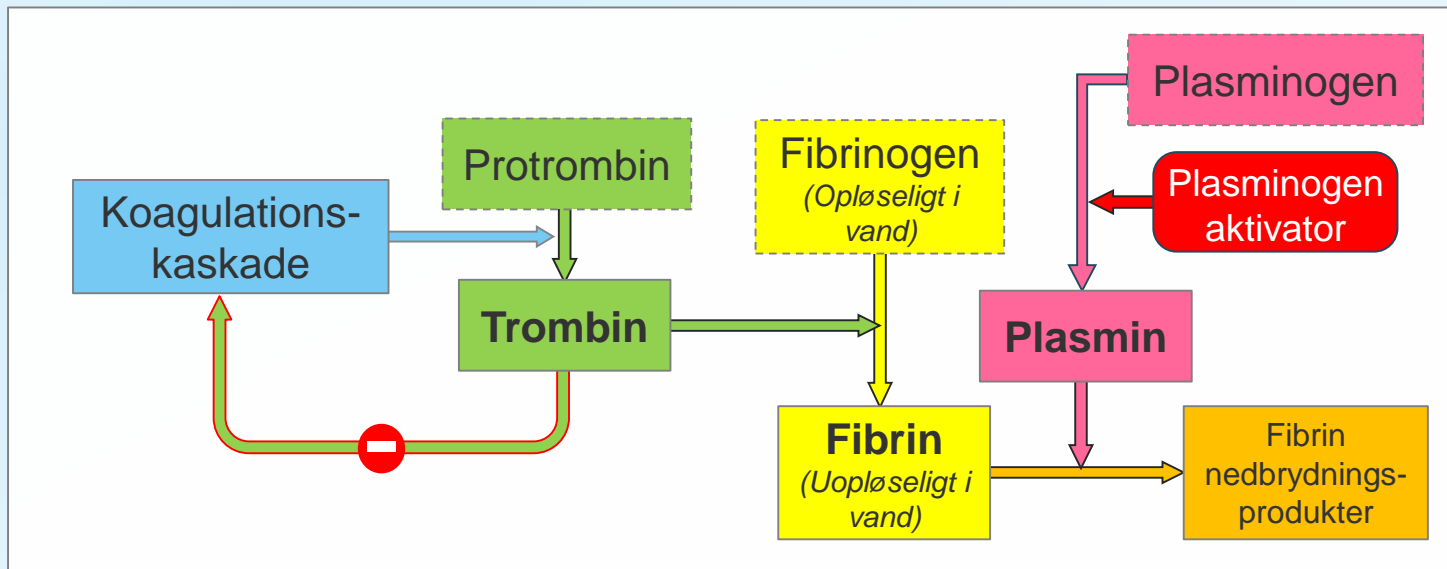 Plasminogen
Protrombin
Fibrinogen
(Opløseligt i
vand)
Plasminogen
aktivator
Koagulations-
kaskade
Trombin
Plasmin
Fibrin
(Uopløseligt i
vand)
Fibrin
nedbrydnings-
produkter